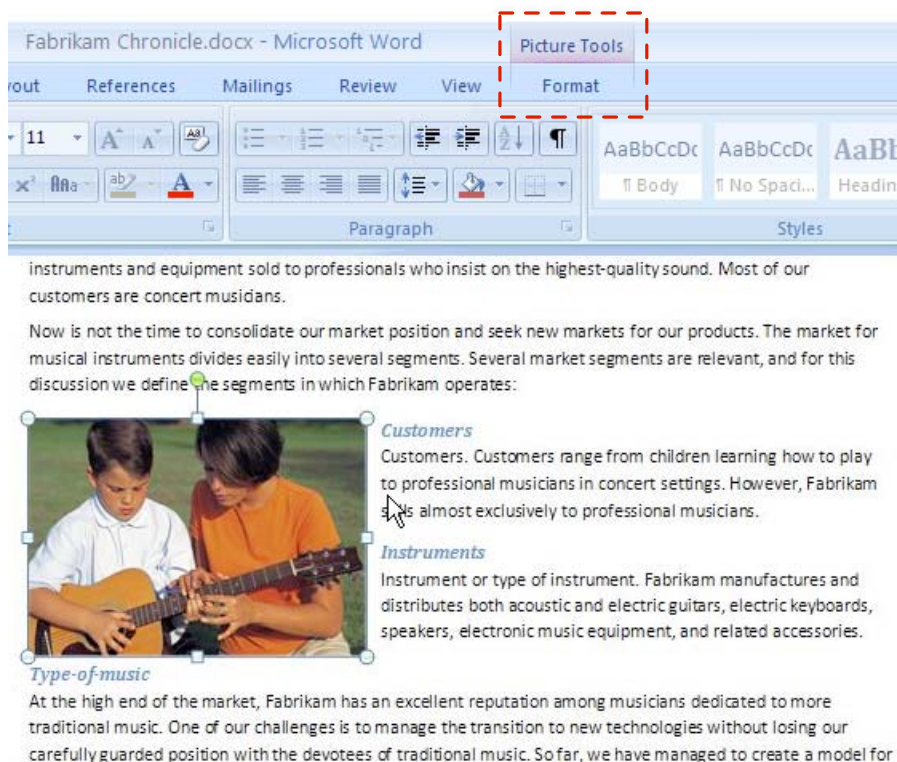 Fabrikam Chronicle.docx - Microsoft Word
Picture Tools
yout References Mailings Review View Format
11 A A Aa
x² AAa ab A
AaBbCcDc AaBbCcDc AaBb
¶ Body ¶ No Spaci... Headin
Paragraph Styles
instruments and equipment sold to professionals who insist on the highest-quality sound. Most of our
customers are concert musicians.
Now is not the time to consolidate our market position and seek new markets for our products. The market for
musical instruments divides easily into several segments. Several market segments are relevant, and for this
discussion we define the segments in which Fabrikam operates:
Customers
Customers. Customers range from children learning how to play
to professional musicians in concert settings. However, Fabrikam
sells almost exclusively to professional musicians.
Instruments
Instrument or type of instrument. Fabrikam manufactures and
distributes both acoustic and electric guitars, electric keyboards,
speakers, electronic music equipment, and related accessories.
Type-of-music
At the high end of the market, Fabrikam has an excellent reputation among musicians dedicated to more
traditional music. One of our challenges is to manage the transition to new technologies without losing our
carefully guarded position with the devotees of traditional music. So far, we have managed to create a model for